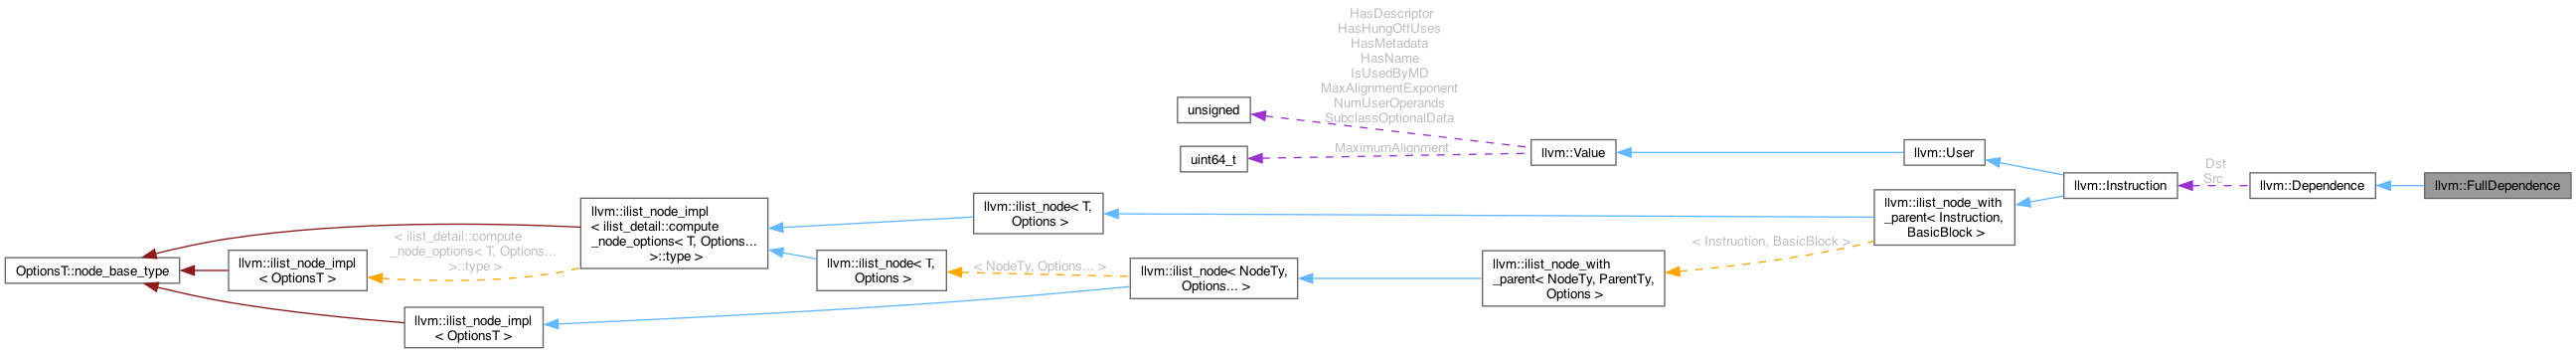 HasDescriptor
HasHungOffUses
HasMetadata
HasName
IsUsedByMD
MaxAlignmentExponent
NumUserOperands
SubclassOptionalData
unsigned
MaximumAlignment
uint64_t
llvm::Value
llvm::User
Dst
Src
llvm::Instruction
llvm::Dependence
llvm::FullDependence
llvm::ilist_node_impl
< ilist_detail::compute
_node_options< T, Options...
>::type >
llvm::ilist_node< T,
Options >
llvm::ilist_node_with
_parent< Instruction,
BasicBlock >
< ilist_detail::compute
_node_options< T, Options...
>::type >
< Instruction, BasicBlock >
OptionsT::node_base_type
llvm::ilist_node_impl
< OptionsT >
llvm::ilist_node< T,
Options >
< NodeTy, Options... >
llvm::ilist_node< NodeTy,
Options... >
llvm::ilist_node_with
_parent< NodeTy, ParentTy,
Options >
llvm::ilist_node_impl
< OptionsT >